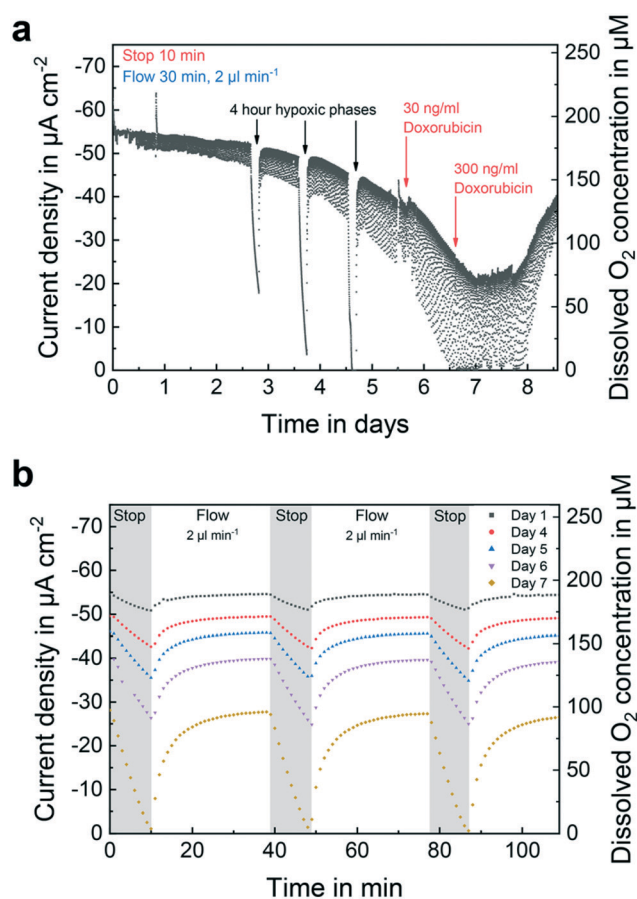 a
Stop 10 min
Flow 30 min, 2 µl min⁻¹
4 hour hypoxic phases
30 ng/ml
Doxorubicin
300 ng/ml
Doxorubicin
Current density in µA cm⁻²
-70
-60
-50
-40
-30
-20
-10
0
250
200
150
100
50
0
Dissolved O₂ concentration in µM
0 1 2 3 4 5 6 7 8
Time in days
b
Stop Flow Stop Flow Stop
2 µl min⁻¹ 2 µl min⁻¹
Day 1
Day 4
Day 5
Day 6
Day 7
Current density in µA cm⁻²
-70
-60
-50
-40
-30
-20
-10
0
250
200
150
100
50
0
Dissolved O₂ concentration in µM
0 20 40 60 80 100
Time in min